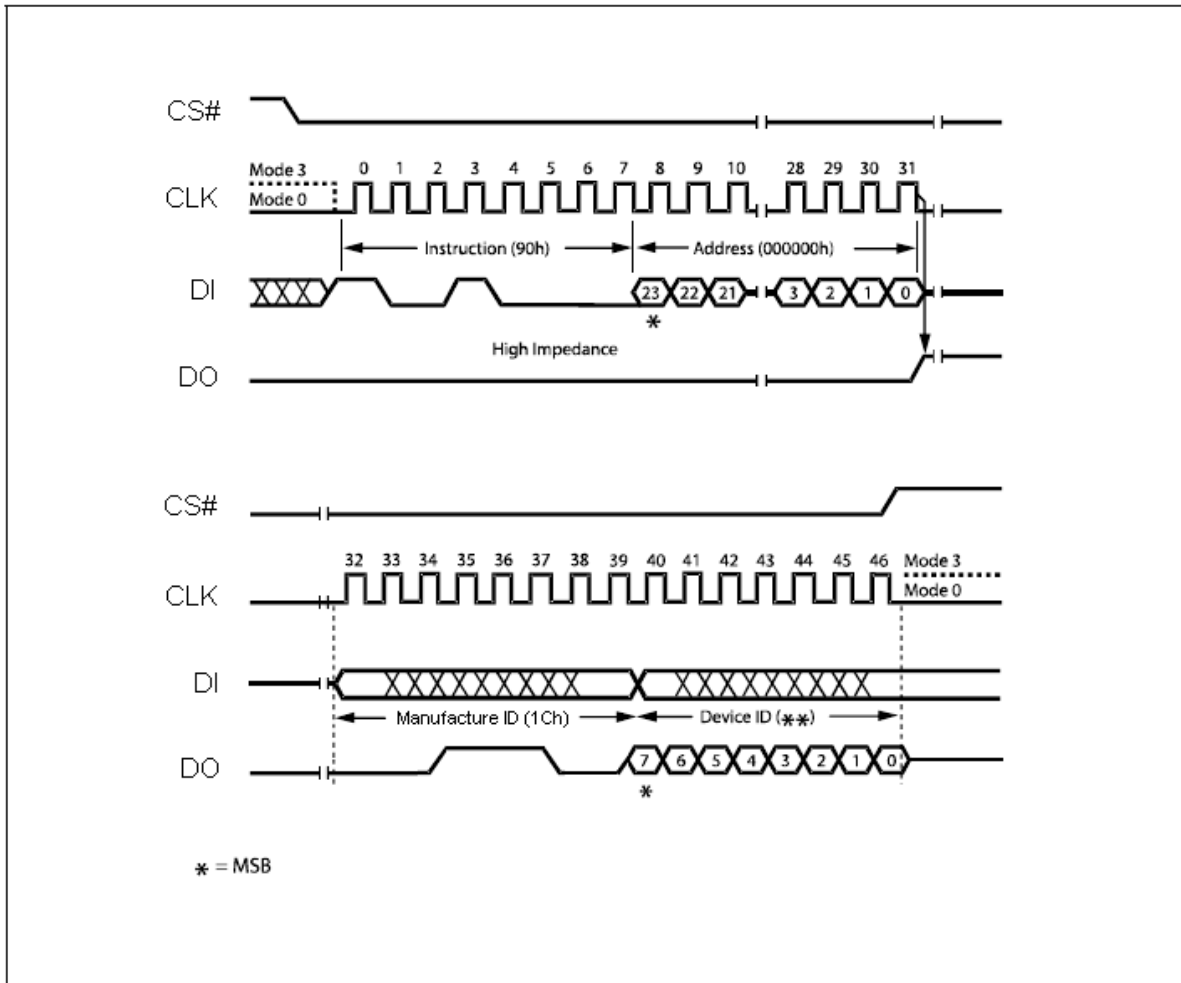 CS#
Mode 3
0 1 2 3 4 5 6 7 8 9 10 28 29 30 31
CLK
Mode 0
Instruction (90h) Address (000000h)
DI
23 22 21 3 2 1 0
*
High Impedance
DO
CS#
32 33 34 35 36 37 38 39 40 41 42 43 44 45 46 Mode 3
CLK
Mode 0
DI
Manufacture ID (1Ch) Device ID (**)
DO
7 6 5 4 3 2 1 0
*
* = MSB